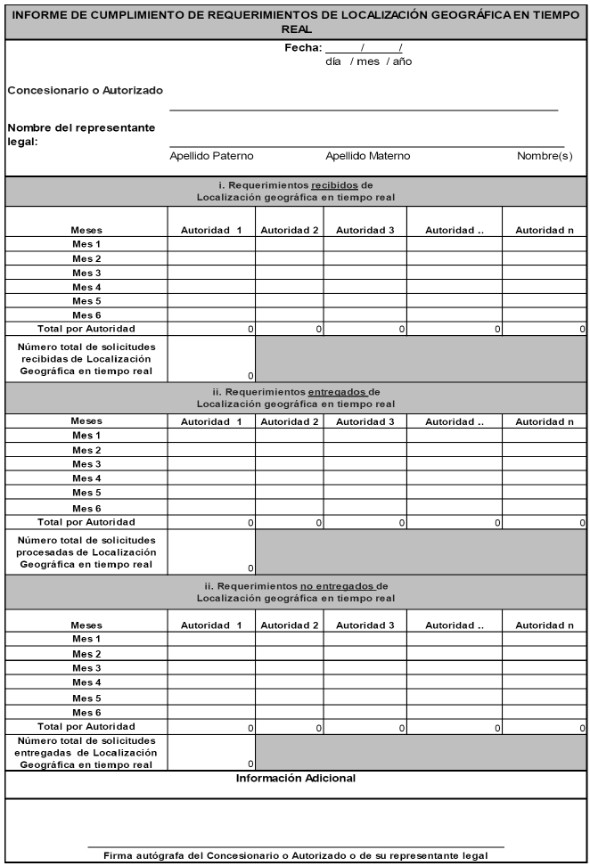 INFORME DE CUMPLIMIENTO DE REQUERIMIENTOS DE LOCALIZACIÓN GEOGRÁFICA EN TIEMPO
REAL
Fecha: ____/____/____
día / mes / año
Concesionario o Autorizado
Nombre del representante
legal:
Apellido Paterno Apellido Materno Nombre(s)
i. Requerimientos recibidos de
Localización geográfica en tiempo real
Meses Autoridad 1 Autoridad 2 Autoridad 3 Autoridad .. Autoridad n
Mes 1
Mes 2
Mes 3
Mes 4
Mes 5
Mes 6
Total por Autoridad 0 0 0 0 0
Número total de solicitudes
recibidas de Localización
Geográfica en tiempo real 0
ii. Requerimientos entregados de
Localización geográfica en tiempo real
Meses Autoridad 1 Autoridad 2 Autoridad 3 Autoridad .. Autoridad n
Mes 1
Mes 2
Mes 3
Mes 4
Mes 5
Mes 6
Total por Autoridad 0 0 0 0 0
Número total de solicitudes
procesadas de Localización
Geográfica en tiempo real 0
ii. Requerimientos no entregados de
Localización geográfica en tiempo real
Meses Autoridad 1 Autoridad 2 Autoridad 3 Autoridad .. Autoridad n
Mes 1
Mes 2
Mes 3
Mes 4
Mes 5
Mes 6
Total por Autoridad 0 0 0 0 0
Número total de solicitudes
entregadas de Localización
Geográfica en tiempo real 0
Información Adicional
Firma autógrafa del Concesionario o Autorizado o de su representante legal